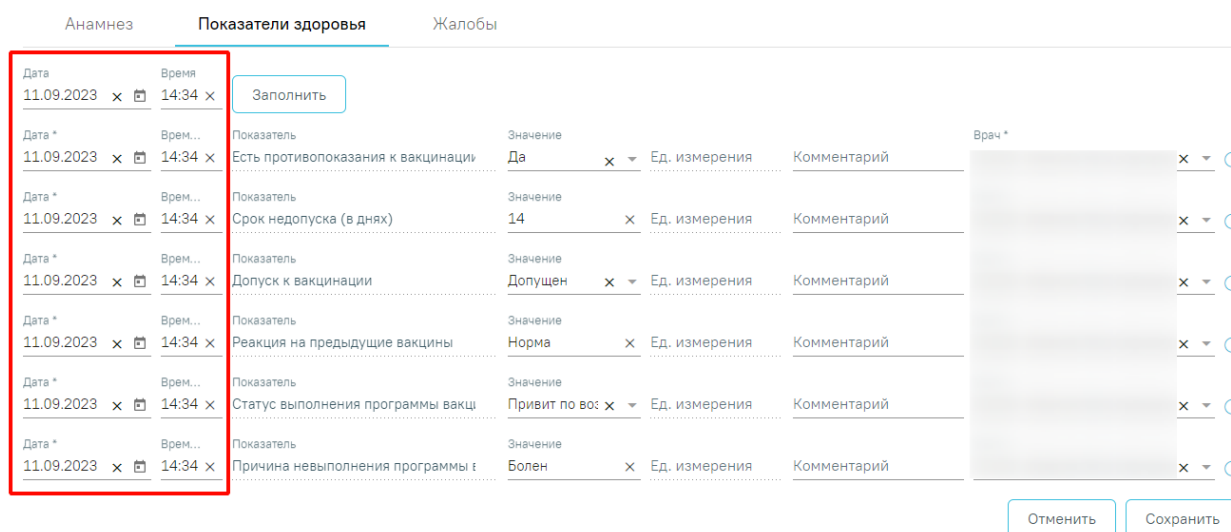 Анамнез Показатели здоровья Жалобы
Дата Время
11.09.2023 14:34 Заполнить
Дата * Врем... Показатель Значение Врач *
11.09.2023 14:34 Есть противопоказания к вакцинации Да Ед. измерения Комментарий
Дата * Врем... Показатель Значение
11.09.2023 14:34 Срок недопуска (в днях) 14 Ед. измерения Комментарий
Дата * Врем... Показатель Значение
11.09.2023 14:34 Допуск к вакцинации Допущен Ед. измерения Комментарий
Дата * Врем... Показатель Значение
11.09.2023 14:34 Реакция на предыдущие вакцины Норма Ед. измерения Комментарий
Дата * Врем... Показатель Значение
11.09.2023 14:34 Статус выполнения программы вакц Привит по воз Ед. измерения Комментарий
Дата * Врем... Показатель Значение
11.09.2023 14:34 Причина невыполнения программы в Болен Ед. измерения Комментарий
Отменить Сохранить